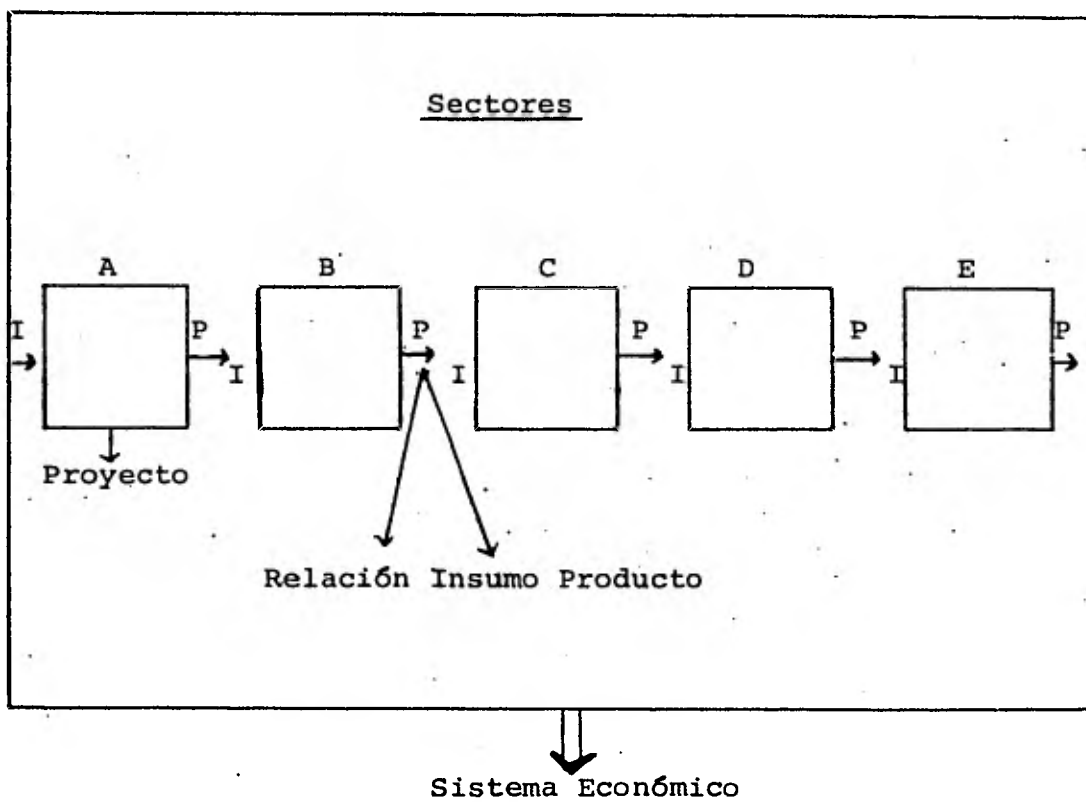 Sectores
A B C D E
I P I P I P I P I P
Proyecto
Relación Insumo Producto
Sistema Económico